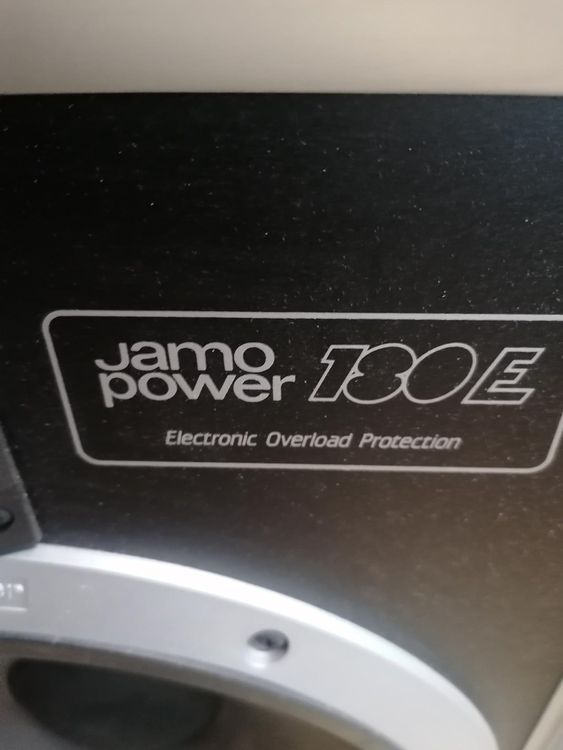 Jamo
power 180E
Electronic Overload Protection